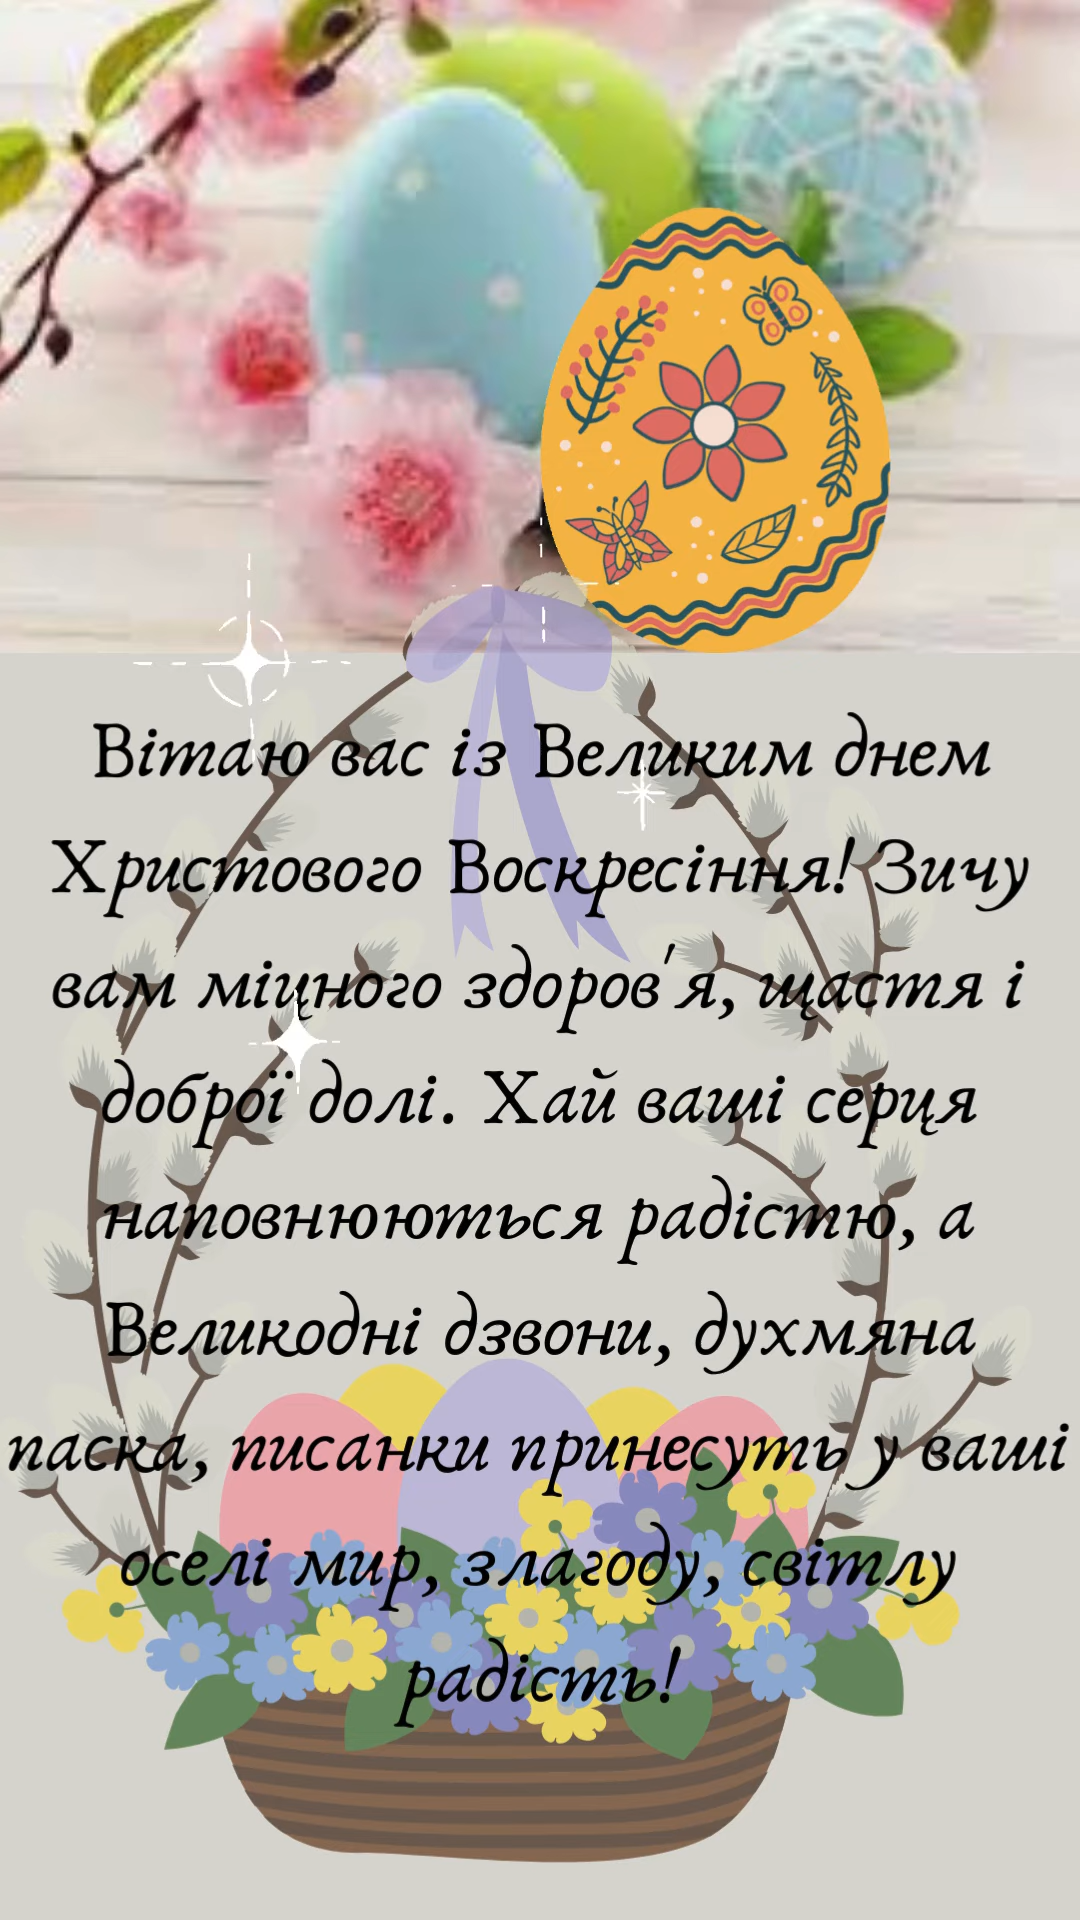 Вітаю вас із Великим днем
Христового Воскресіння! Зичу
вам міцного здоров'я, щастя і
доброї долі. Хай ваші серця
наповнюються радістю, а
Великодні дзвони, духмяна
паска, писанки принесуть у ваші
оселі мир, злагоду, світлу
радість!